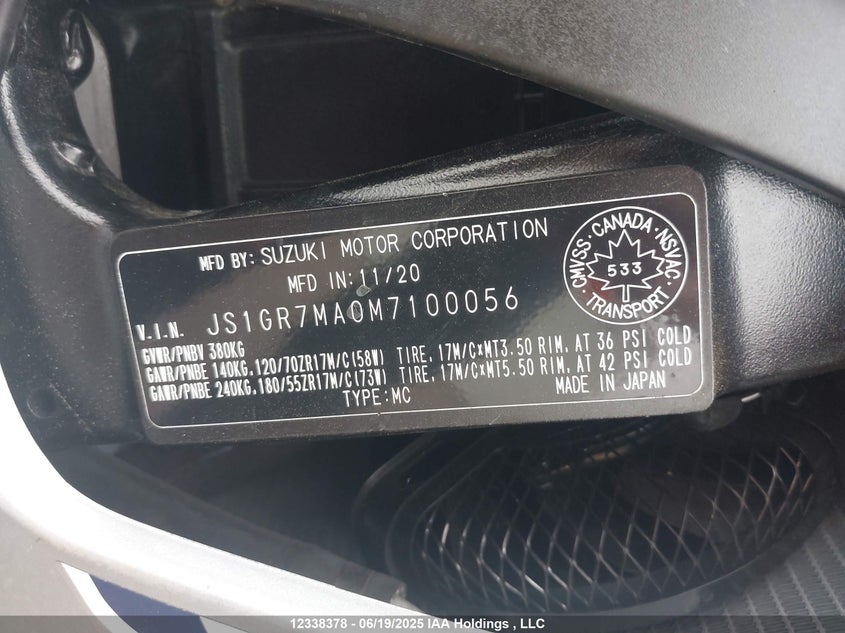 MFD BY: SUZUKI MOTOR CORPORATION
MFD IN: 11/20
V.I.N. JS1GR7MA0M7100056
GVWR/PNBV 380KG
GAWR/PNBE 140KG,120/70ZR17M/C(58W) TIRE, 17M/C×MT3.50 RIM, AT 36 PSI COLD
GAWR/PNBE 240KG,180/55ZR17M/C(73W) TIRE, 17M/C×MT5.50 RIM, AT 42 PSI COLD
TYPE: MC MADE IN JAPAN
CMVSS · CANADA · NSVAC ·
533
TRANSPORT
12338378 - 06/19/2025 IAA Holdings , LLC